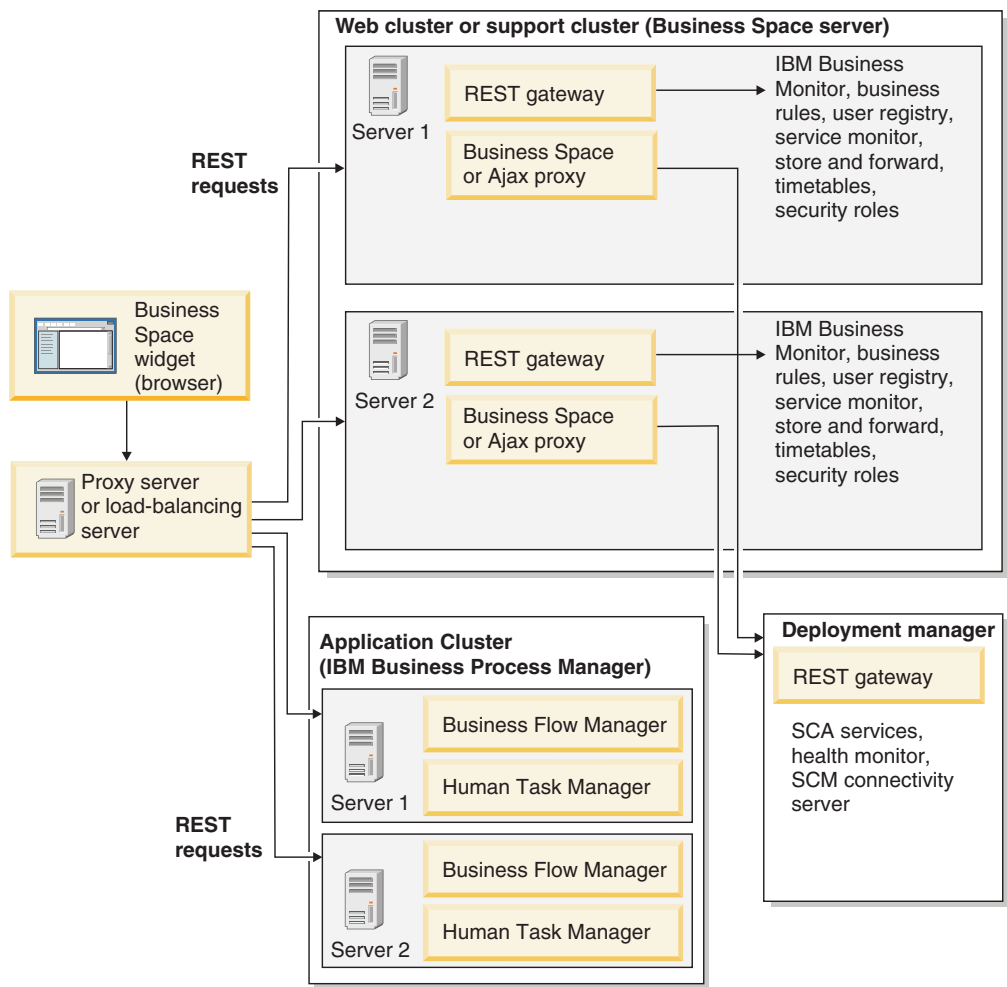 Web cluster or support cluster (Business Space server)
Server 1
REST gateway
Business Space
or Ajax proxy
IBM Business
Monitor, business
rules, user registry,
service monitor,
store and forward,
timetables,
security roles
REST
requests
Business
Space
widget
(browser)
Server 2
REST gateway
Business Space
or Ajax proxy
IBM Business
Monitor, business
rules, user registry,
service monitor,
store and forward,
timetables,
security roles
Proxy server
or load-balancing
server
Application Cluster
(IBM Business Process Manager)
Server 1
Business Flow Manager
Human Task Manager
REST
requests
Server 2
Business Flow Manager
Human Task Manager
Deployment manager
REST gateway
SCA services,
health monitor,
SCM connectivity
server